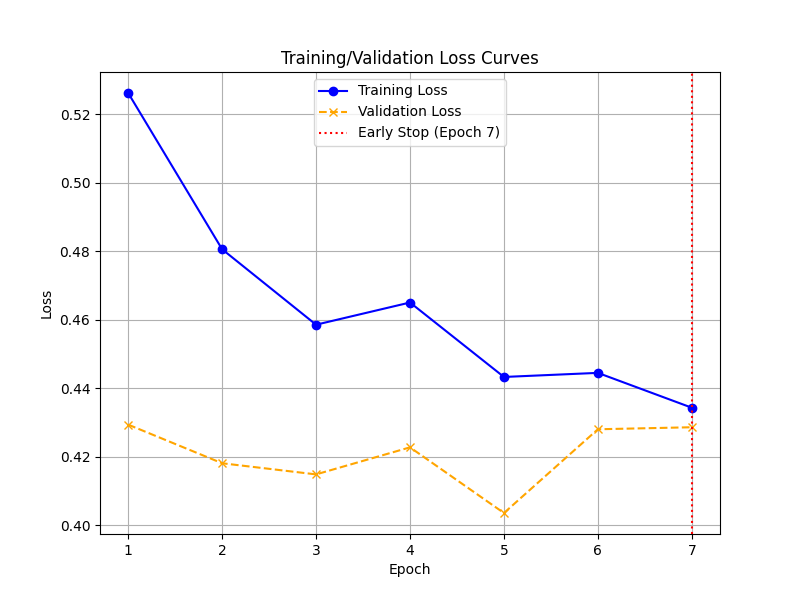 Training/Validation Loss Curves
Training Loss
Validation Loss
Early Stop (Epoch 7)
0.52
0.50
0.48
0.46
0.44
0.42
0.40
Loss
1 2 3 4 5 6 7
Epoch